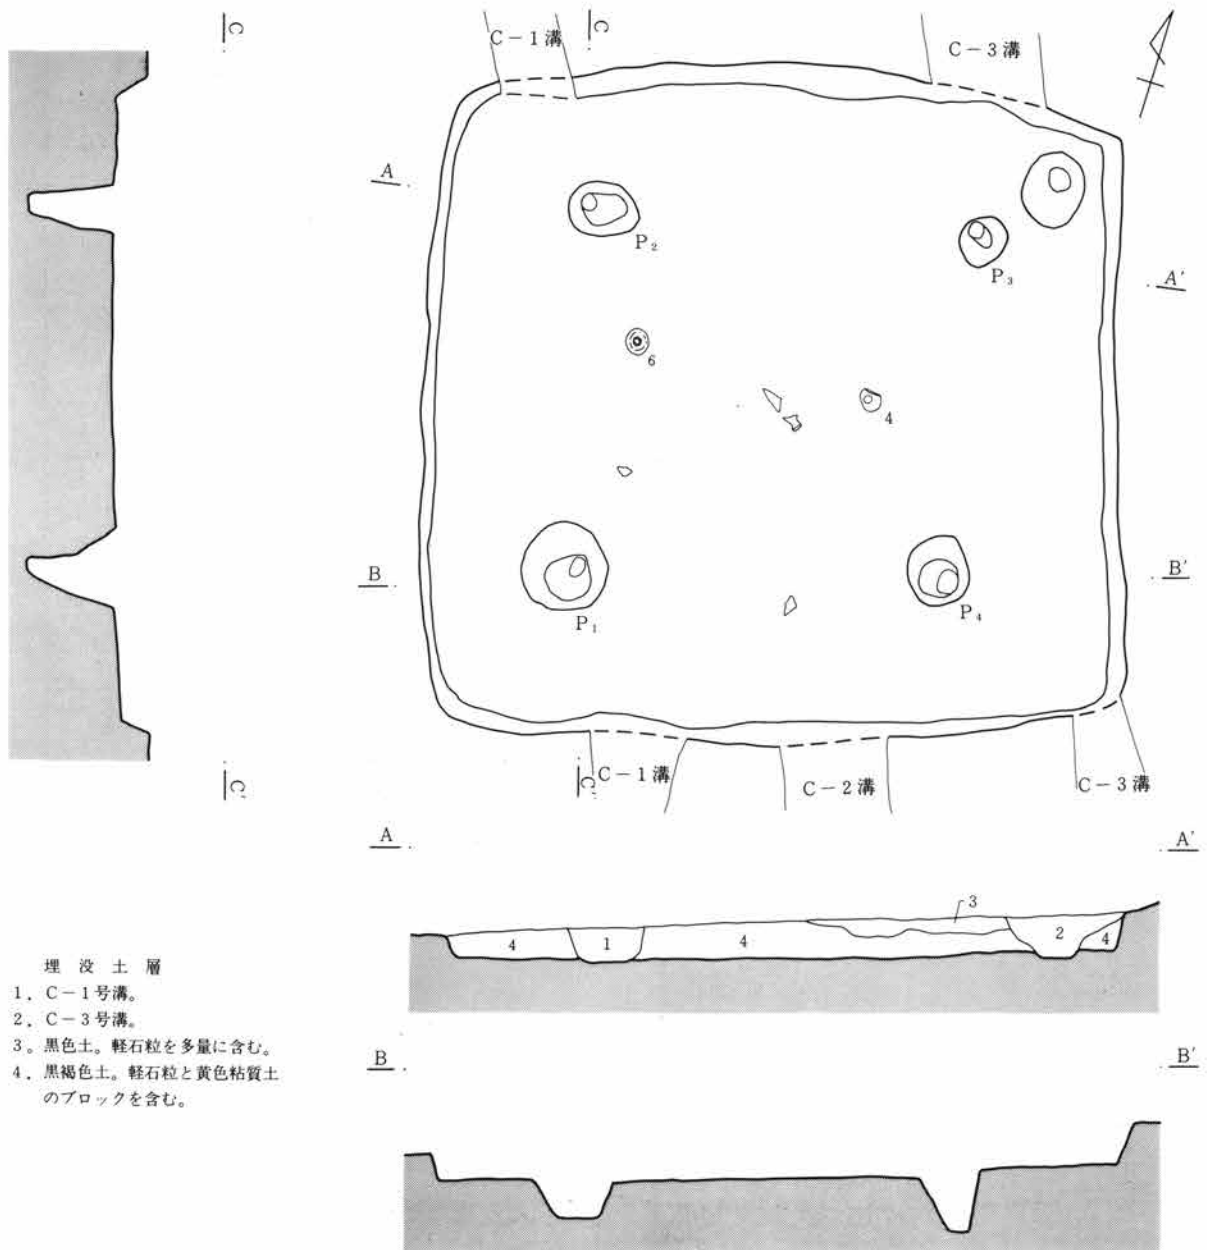 C
C
C－1溝
C－3溝
A
P₂
P₃
A'
6
4
B
B'
P₁
P₄
C'
C'
C－1溝
C－2溝
C－3溝
A
A'
3
4
1
4
2
4
埋没土層
1．C－1号溝。
2．C－3号溝。
3。黒色土。軽石粒を多量に含む。
4．黒褐色土。軽石粒と黄色粘質土
のブロックを含む。
B
B'